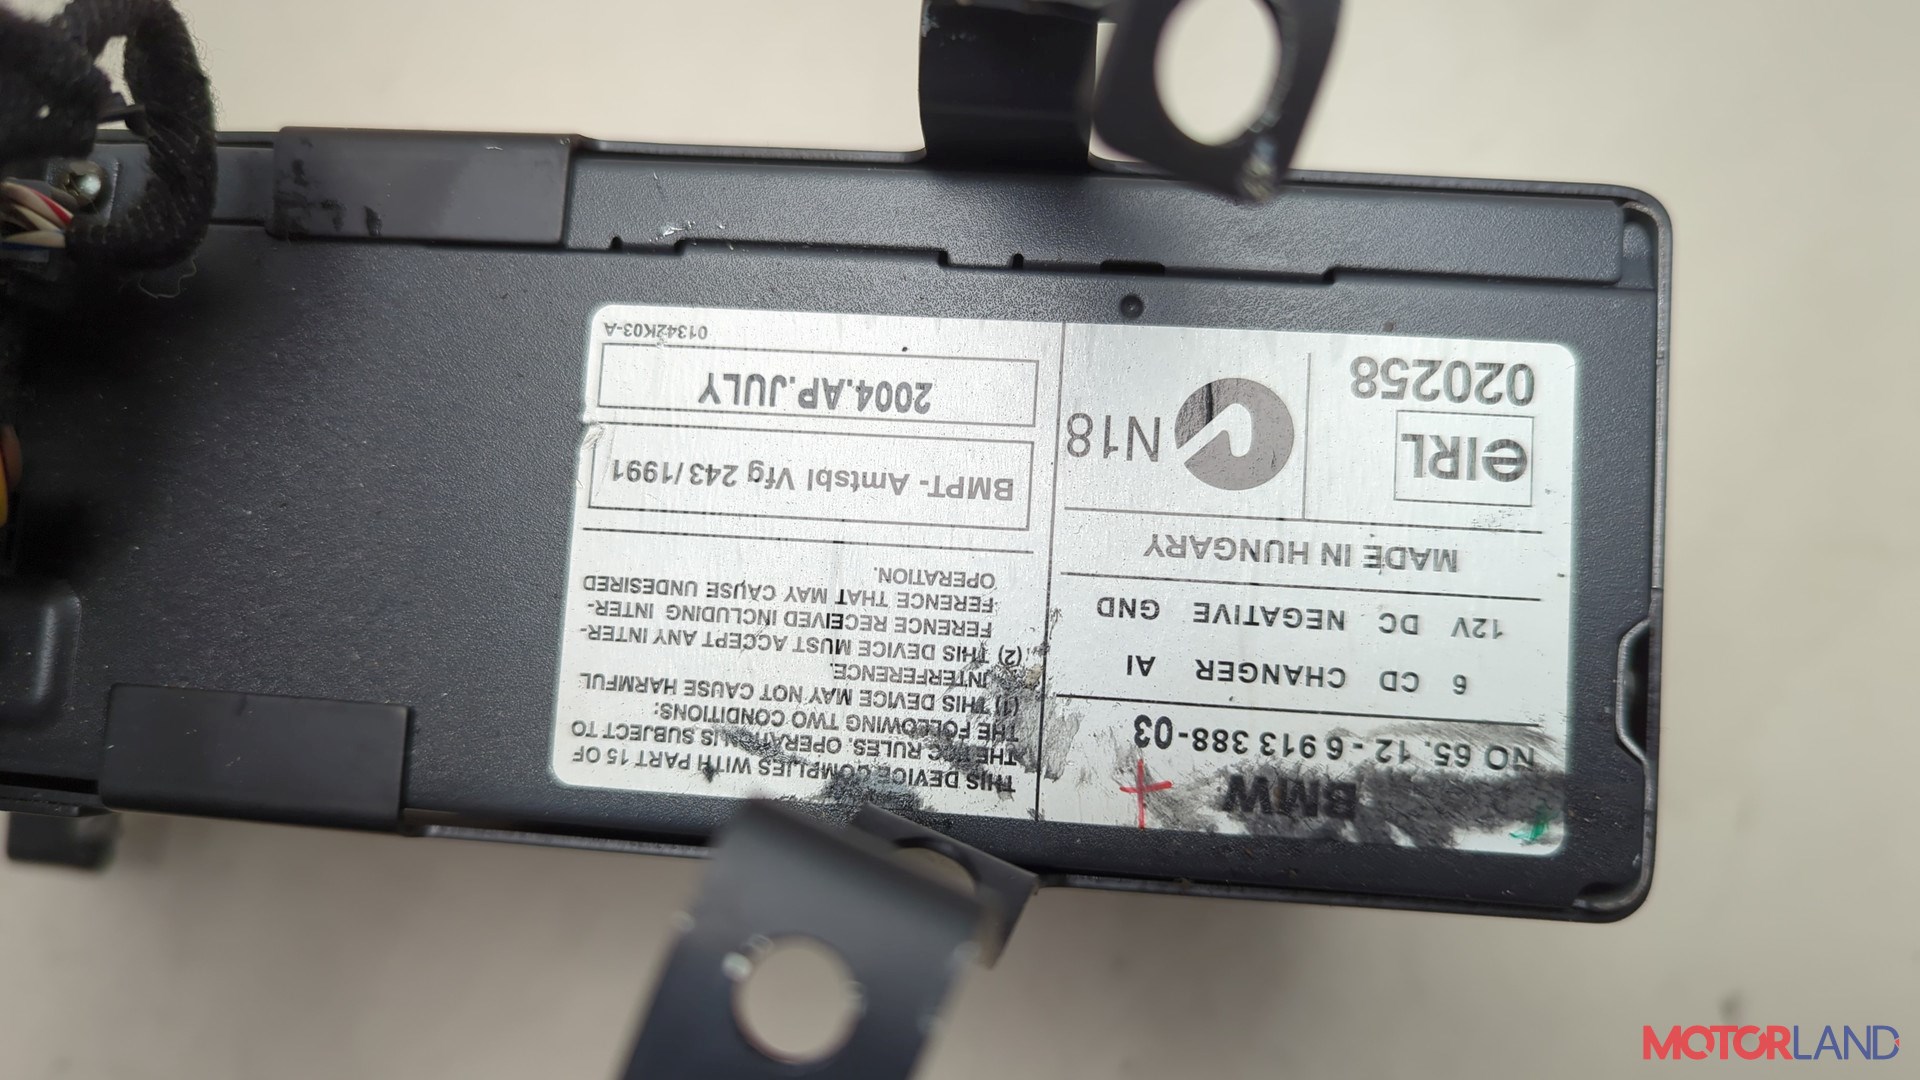 THIS DEVICE COMPLIES WITH PART 15 OF
THE FCC RULES. OPERATION IS SUBJECT TO
THE FOLLOWING TWO CONDITIONS:
(1) THIS DEVICE MAY NOT CAUSE HARMFUL
INTERFERENCE.
(2) THIS DEVICE MUST ACCEPT ANY INTER-
FERENCE RECEIVED INCLUDING INTER-
FERENCE THAT MAY CAUSE UNDESIRED
OPERATION.
BMPT- Amtsbl Vfg 243/1991
2004.AP.JULY
01342K03-A
BMW
NO 65. 12 - 6 913 388-03
6 CD CHANGER AI
12V DC NEGATIVE GND
MADE IN HUNGARY
eIRL
020258
N18
MOTORLAND